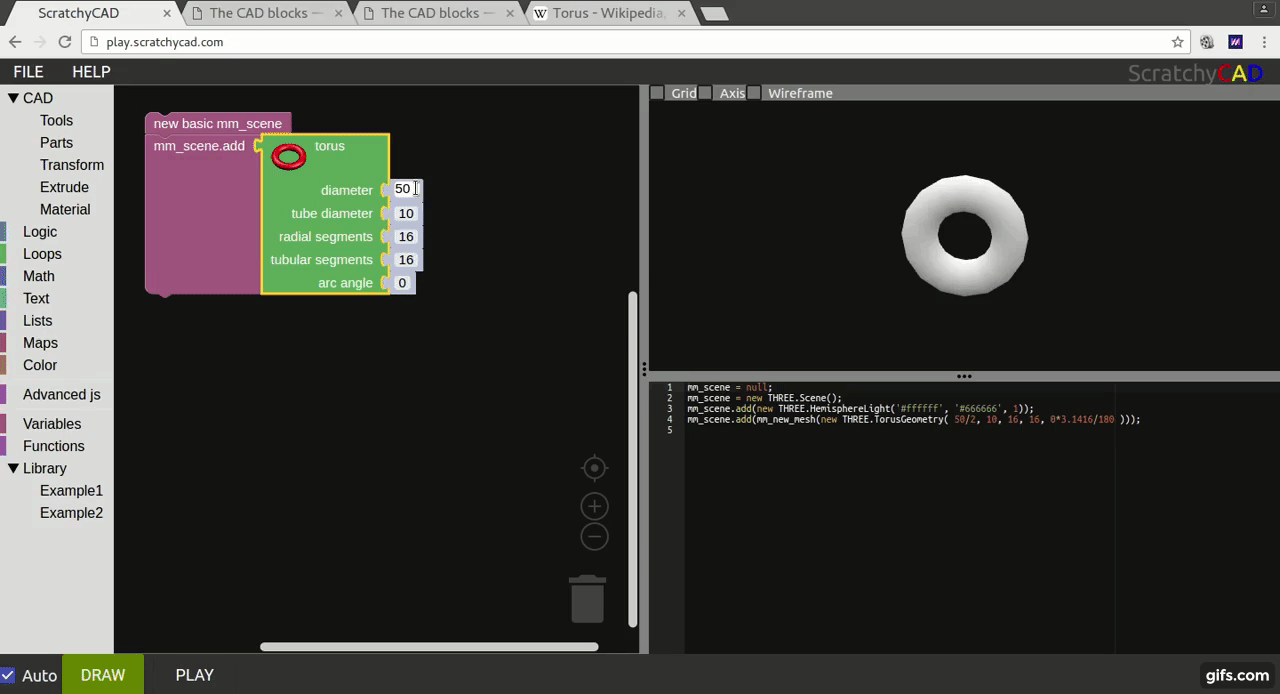 ScratchyCAD
The CAD blocks —
The CAD blocks —
W Torus - Wikipedia,
play.scratchycad.com
FILE HELP
ScratchyCAD
CAD
Tools
Parts
Transform
Extrude
Material
Logic
Loops
Math
Text
Lists
Maps
Color
Advanced js
Variables
Functions
Library
Example1
Example2
new basic mm_scene
mm_scene.add torus
diameter 50
tube diameter 10
radial segments 16
tubular segments 16
arc angle 0
Grid Axis Wireframe
1 mm_scene = null;
2 mm_scene = new THREE.Scene();
3 mm_scene.add(new THREE.HemisphereLight('#ffffff', '#666666', 1));
4 mm_scene.add(mm_new_mesh(new THREE.TorusGeometry( 50/2, 10, 16, 16, 0*3.1416/180 )));
5
Auto DRAW PLAY
gifs.com